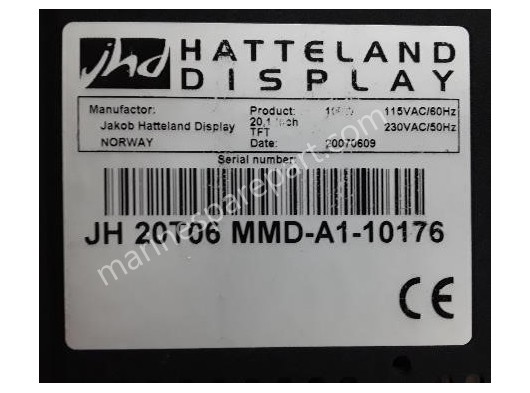 jhd HATTELAND
DISPLAY
Manufactor: Product: 115VAC/60Hz
Jakob Hatteland Display 20,1 Inch 230VAC/50Hz
NORWAY TFT
Date: 20070609
Serial number:
JH 20T06 MMD-A1-10176
CE
marinesparepart.com